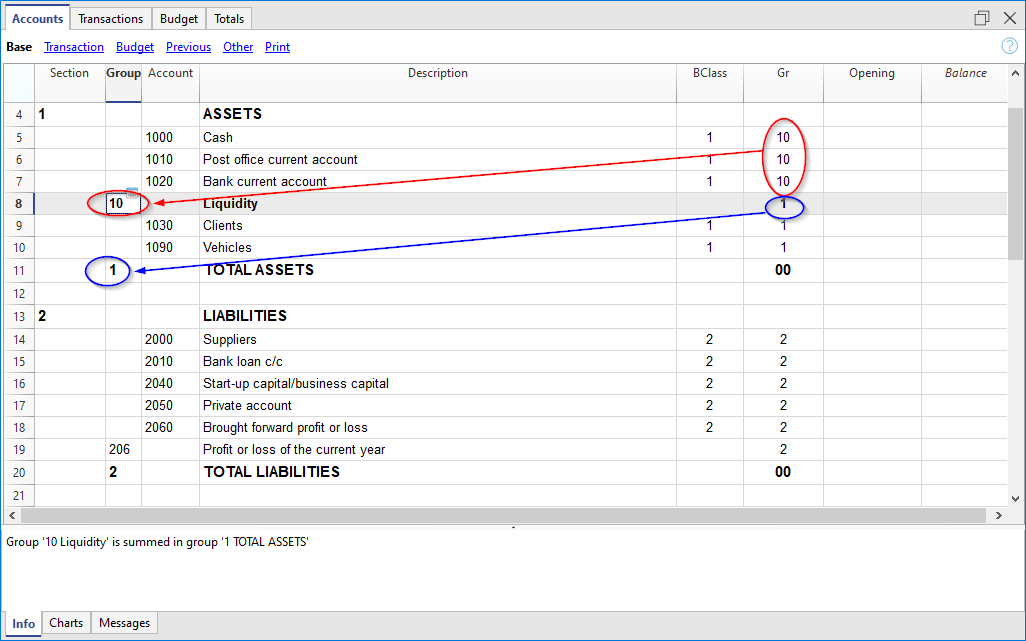 Accounts Transactions Budget Totals
Base Transaction Budget Previous Other Print ?
Section Group Account Description BClass Gr Opening Balance
4 1 ASSETS
5 1000 Cash 1 10
6 1010 Post office current account 1 10
7 1020 Bank current account 1 10
8 10 Liquidity 1
9 1030 Clients 1 1
10 1090 Vehicles 1 1
11 1 TOTAL ASSETS 00
12
13 2 LIABILITIES
14 2000 Suppliers 2 2
15 2010 Bank loan c/c 2 2
16 2040 Start-up capital/business capital 2 2
17 2050 Private account 2 2
18 2060 Brought forward profit or loss 2 2
19 206 Profit or loss of the current year 2
20 2 TOTAL LIABILITIES 00
21
Group '10 Liquidity' is summed in group '1 TOTAL ASSETS'
Info Charts Messages